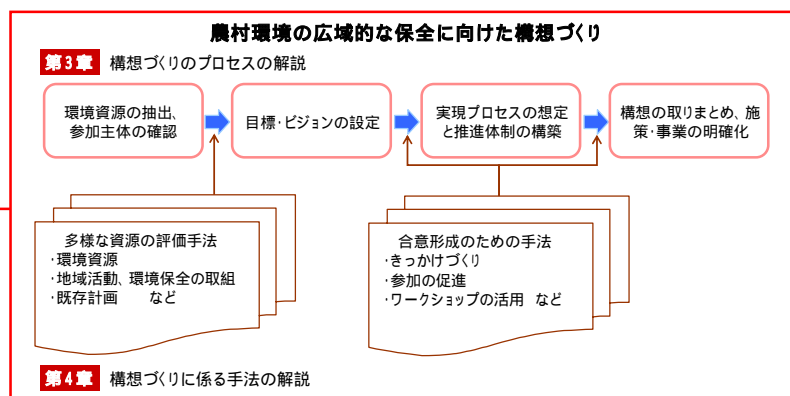 農村環境の広域的な保全に向けた構想づくり
第3章 構想づくりのプロセスの解説
環境資源の抽出、
参加主体の確認
目標・ビジョンの設定
実現プロセスの想定
と推進体制の構築
構想の取りまとめ、施
策・事業の明確化
多様な資源の評価手法
・環境資源
・地域活動、環境保全の取組
・既存計画　　など
合意形成のための手法
・きっかけづくり
・参加の促進
・ワークショップの活用 など
第4章 構想づくりに係る手法の解説